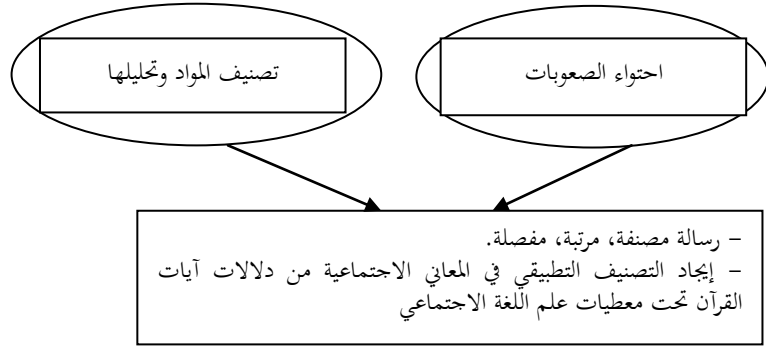 احتواء الصعوبات
تصنيف المواد وتحليلها
– رسالة مصنفة، مرتبة، مفصلة.
– إيجاد التصنيف التطبيقي في المعاني الاجتماعية من دلالات آيات
القرآن تحت معطيات علم اللغة الاجتماعي